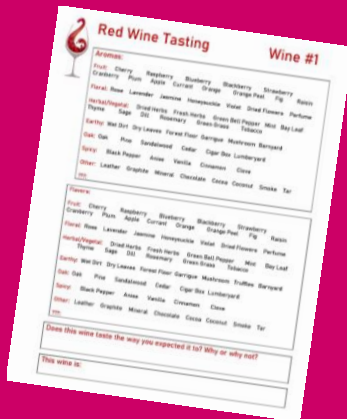 Red Wine Tasting
Wine #1
Aromas:
Fruit: Cherry Raspberry Blueberry Blackberry Strawberry
Cranberry Plum Apple Currant Orange Orange Peel Fig Raisin
Floral: Rose Lavender Jasmine Honeysuckle Violet Dried Flowers Perfume
Herbal/Vegetal: Dried Herbs Fresh Herbs Green Bell Pepper Mint Bay Leaf
Thyme Sage Dill Rosemary Green Grass Tobacco
Earthy: Wet Dirt Dry Leaves Forest Floor Garrigue Mushroom Barnyard
Oak: Oak Pine Sandalwood Cedar Cigar Box Lumberyard
Spicy: Black Pepper Anise Vanilla Cinnamon Clove
Other: Leather Graphite Mineral Chocolate Cocoa Coconut Smoke Tar
Flavors:
Fruit: Cherry Raspberry Blueberry Blackberry Strawberry
Cranberry Plum Apple Currant Orange Orange Peel Fig Raisin
Floral: Rose Lavender Jasmine Honeysuckle Violet Dried Flowers Perfume
Herbal/Vegetal: Dried Herbs Fresh Herbs Green Bell Pepper Mint Bay Leaf
Thyme Sage Dill Rosemary Green Grass Tobacco
Earthy: Wet Dirt Dry Leaves Forest Floor Garrigue Mushroom Truffles Barnyard
Oak: Oak Pine Sandalwood Cedar Cigar Box Lumberyard
Spicy: Black Pepper Anise Vanilla Cinnamon Clove
Other: Leather Graphite Mineral Chocolate Cocoa Coconut Smoke Tar
Does this wine taste the way you expected it to? Why or why not?
This wine is: